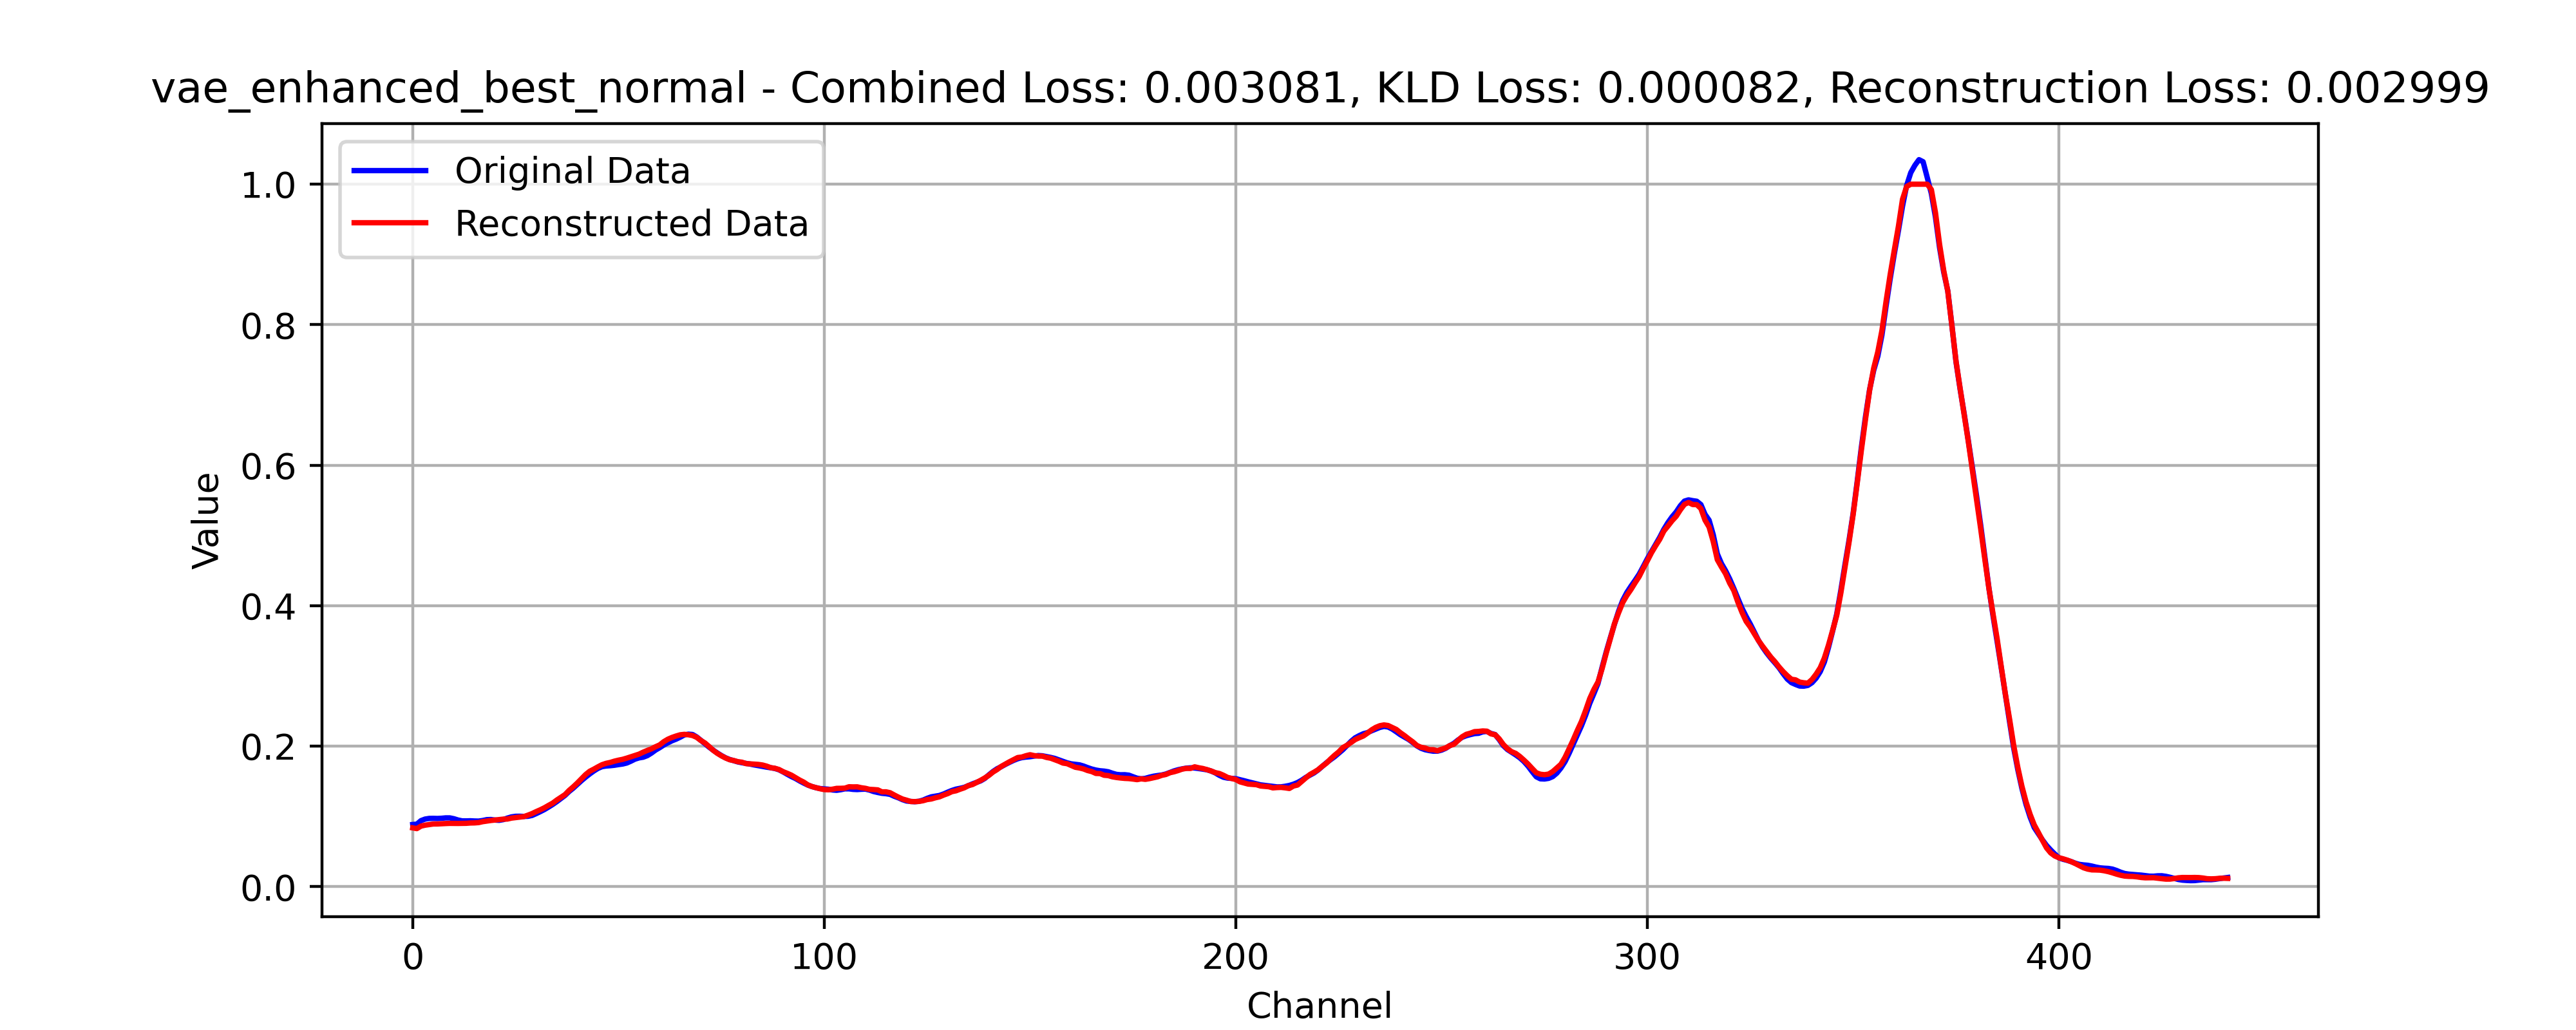 vae_enhanced_best_normal - Combined Loss: 0.003081, KLD Loss: 0.000082, Reconstruction Loss: 0.002999
Original Data
Reconstructed Data
1.0
0.8
0.6
0.4
0.2
0.0
Value
0 100 200 300 400
Channel